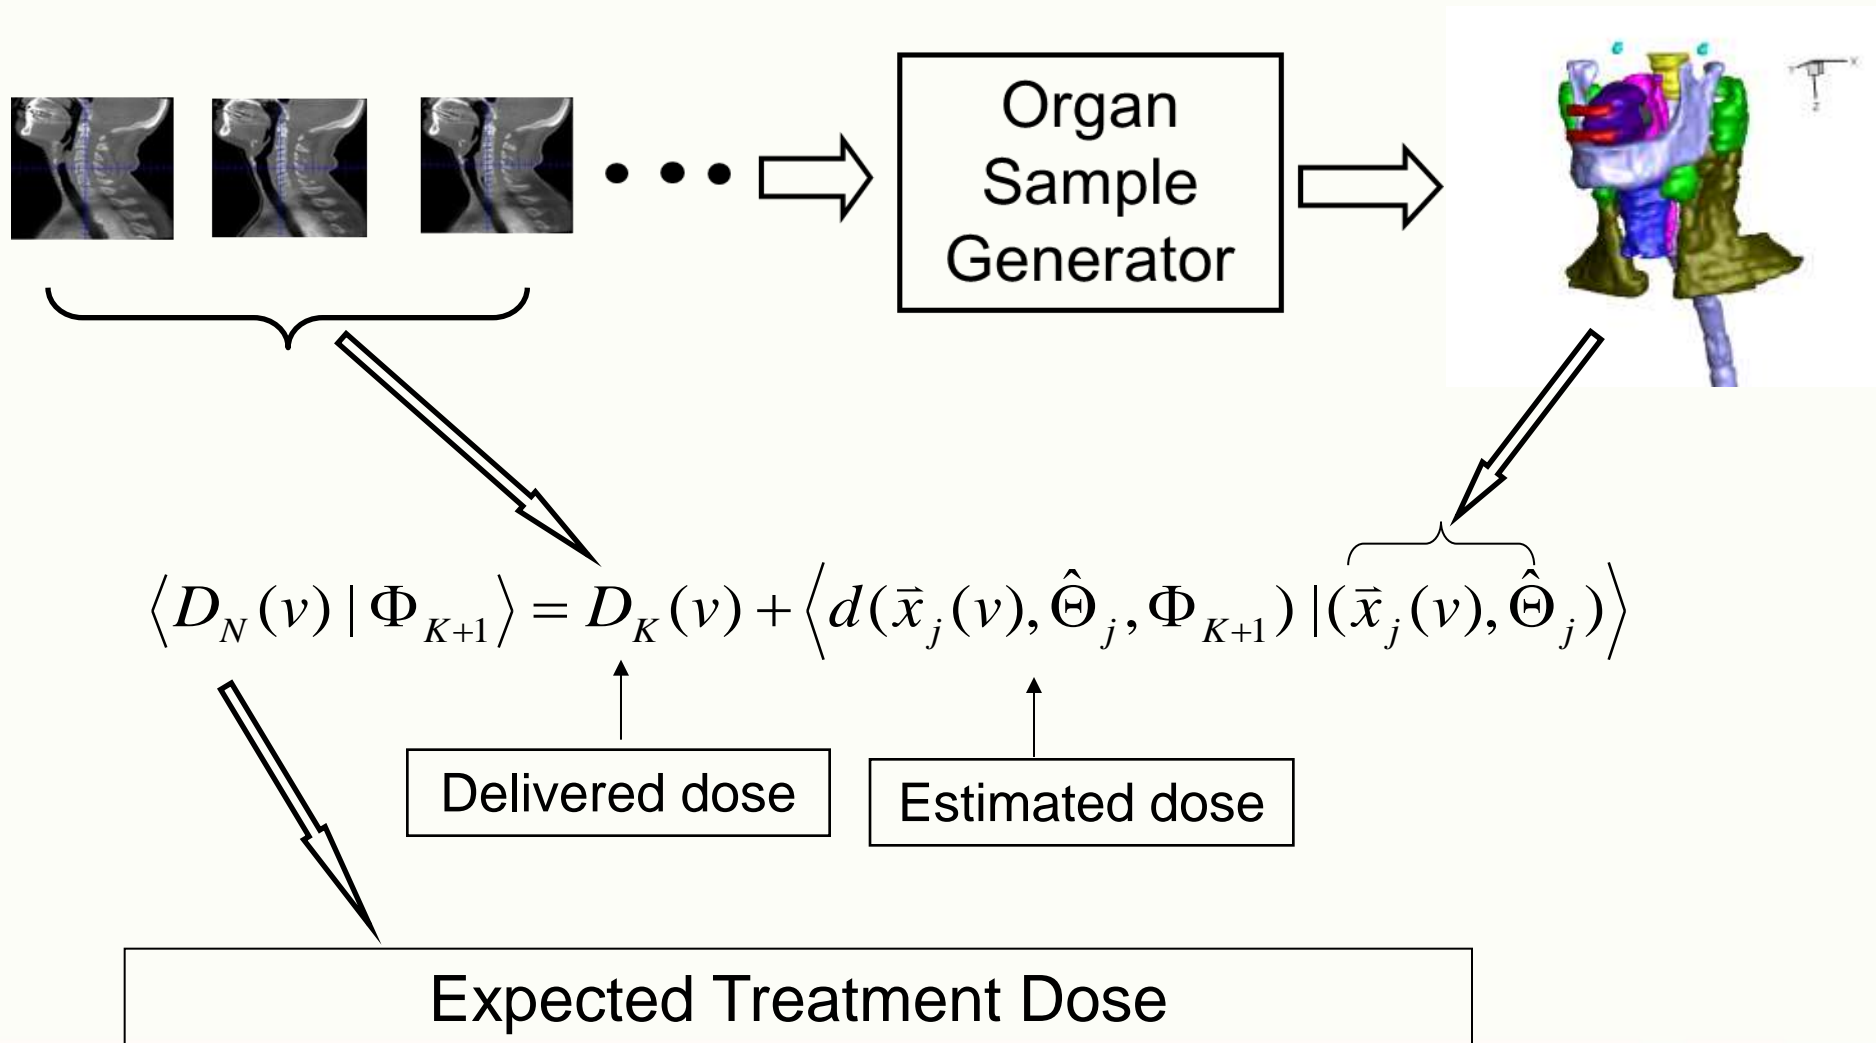 Organ
Sample
Generator
⟨D_N(v) | Φ_{K+1}⟩ = D_K(v) + ⟨d(x⃗_j(v), Θ̂_j, Φ_{K+1}) | (x⃗_j(v), Θ̂_j)⟩
Delivered dose
Estimated dose
Expected Treatment Dose